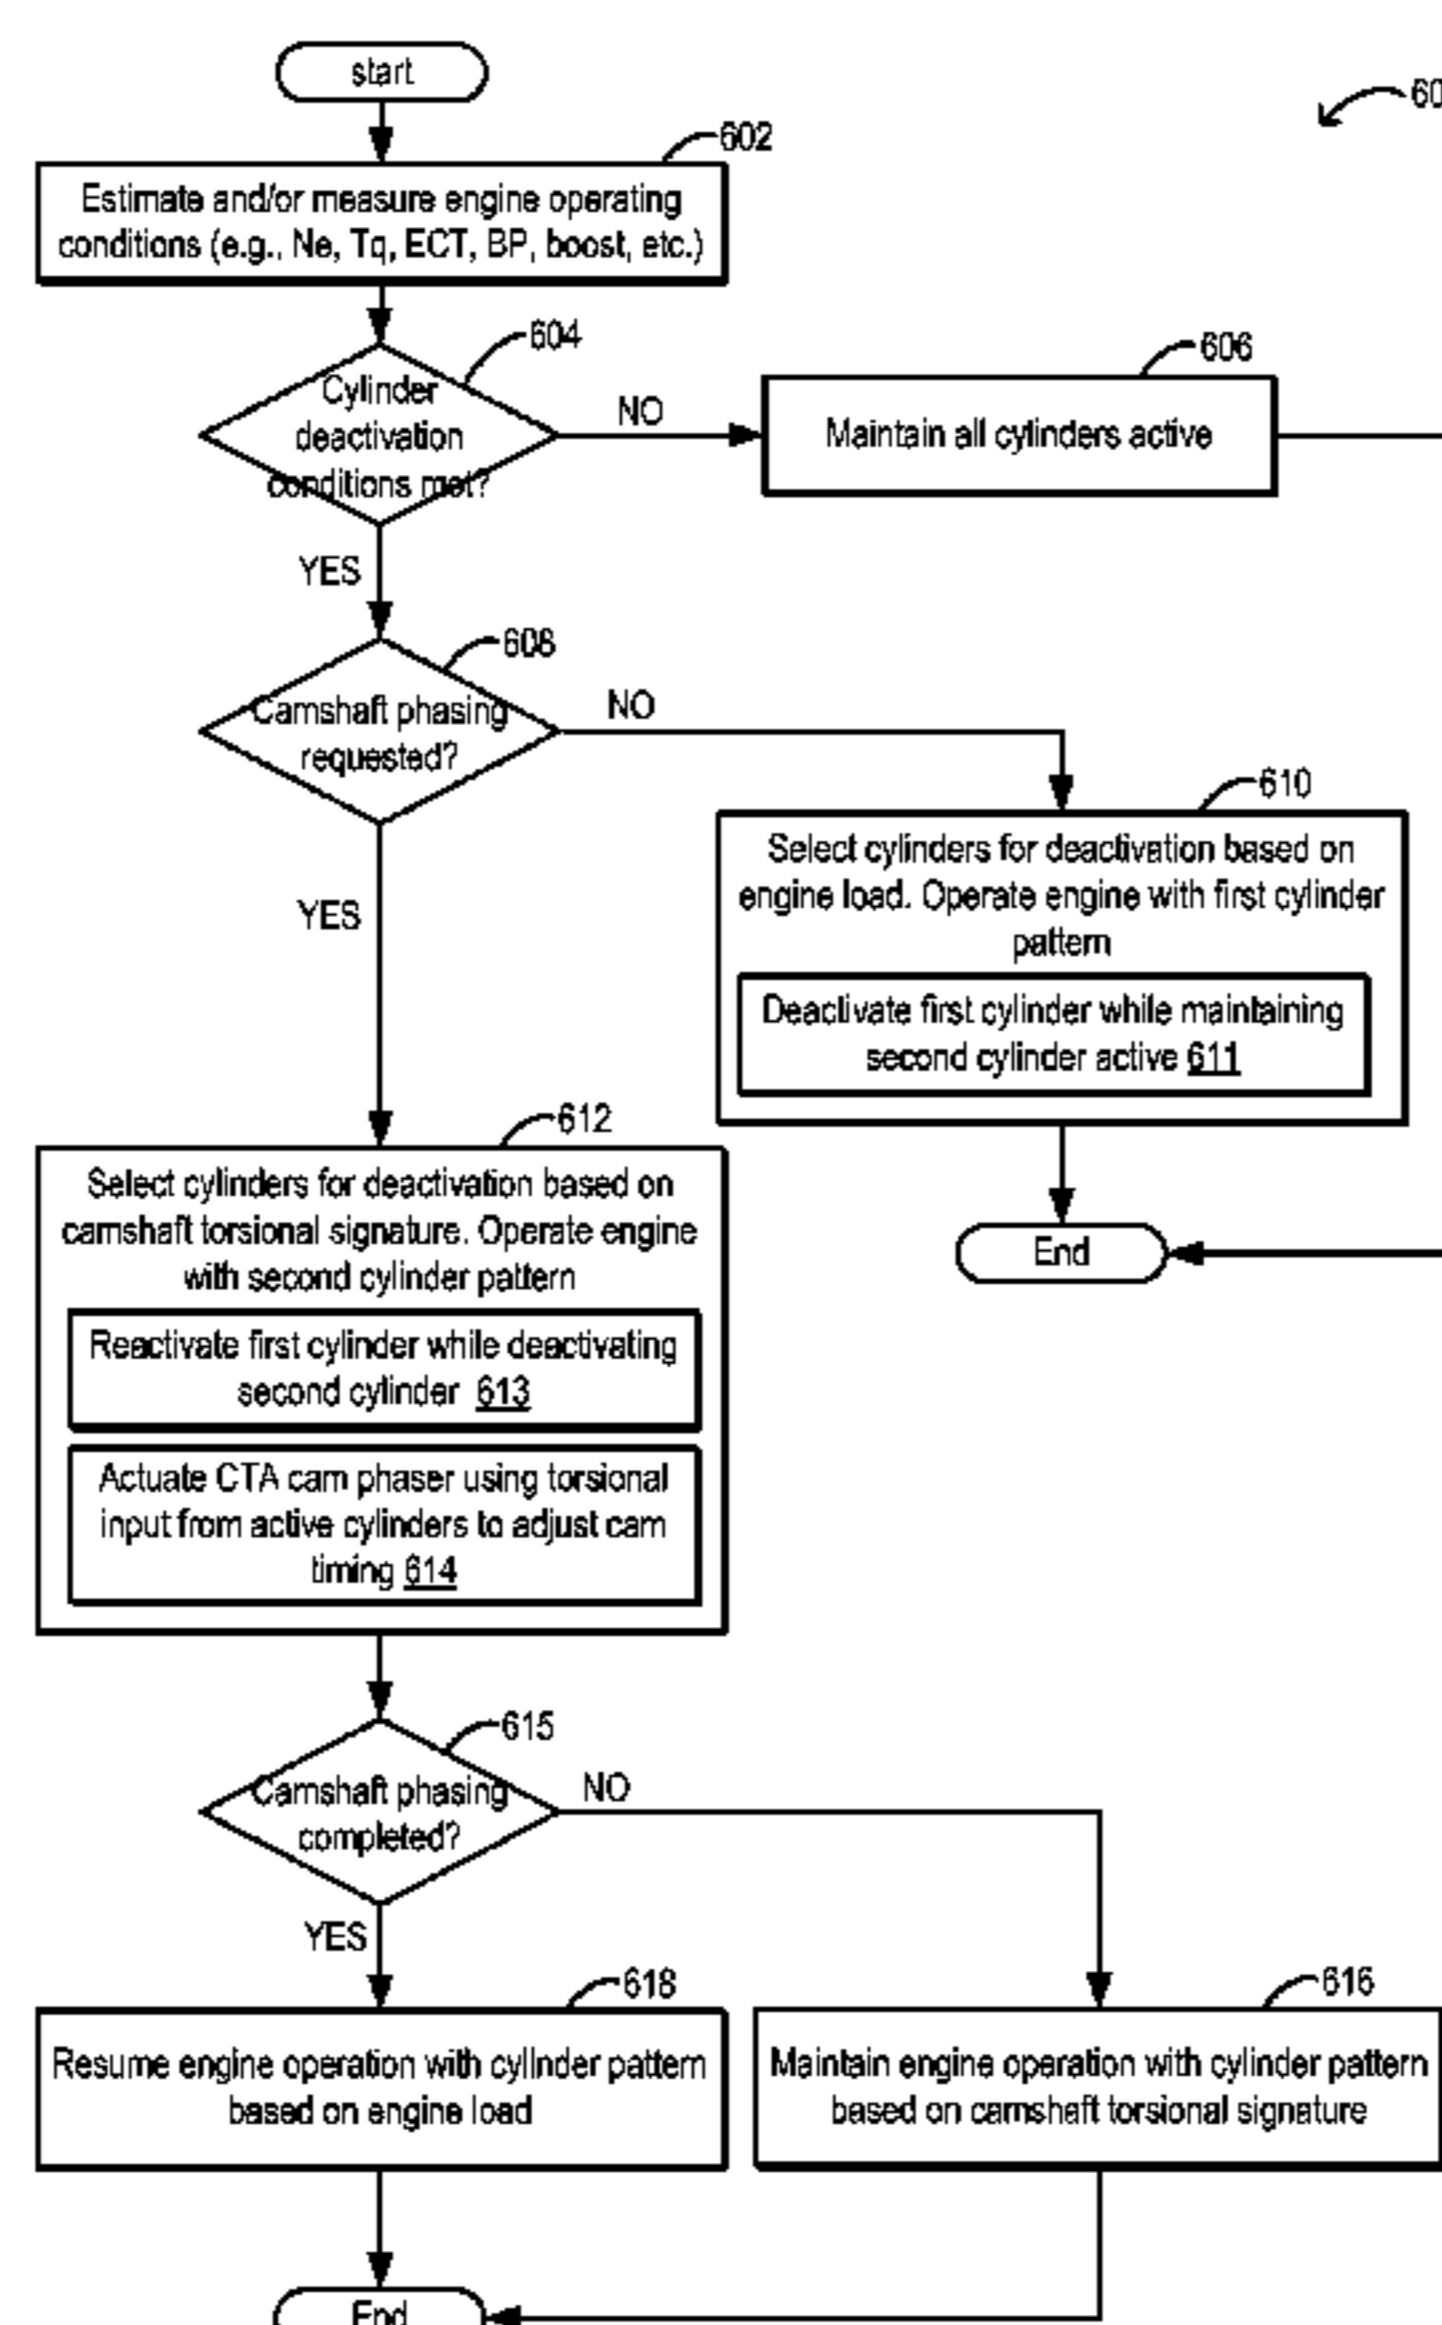 start
60
602
Estimate and/or measure engine operating
conditions (e.g., Ne, Tq, ECT, BP, boost, etc.)
604
Cylinder
deactivation
conditions met?
NO
606
Maintain all cylinders active
YES
608
Camshaft phasing
requested?
NO
610
Select cylinders for deactivation based on
engine load. Operate engine with first cylinder
pattern
Deactivate first cylinder while maintaining
second cylinder active 611
YES
End
612
Select cylinders for deactivation based on
camshaft torsional signature. Operate engine
with second cylinder pattern
Reactivate first cylinder while deactivating
second cylinder 613
Actuate CTA cam phaser using torsional
input from active cylinders to adjust cam
timing 614
615
Camshaft phasing
completed?
NO
YES
618
Resume engine operation with cylinder pattern
based on engine load
616
Maintain engine operation with cylinder pattern
based on camshaft torsional signature
End